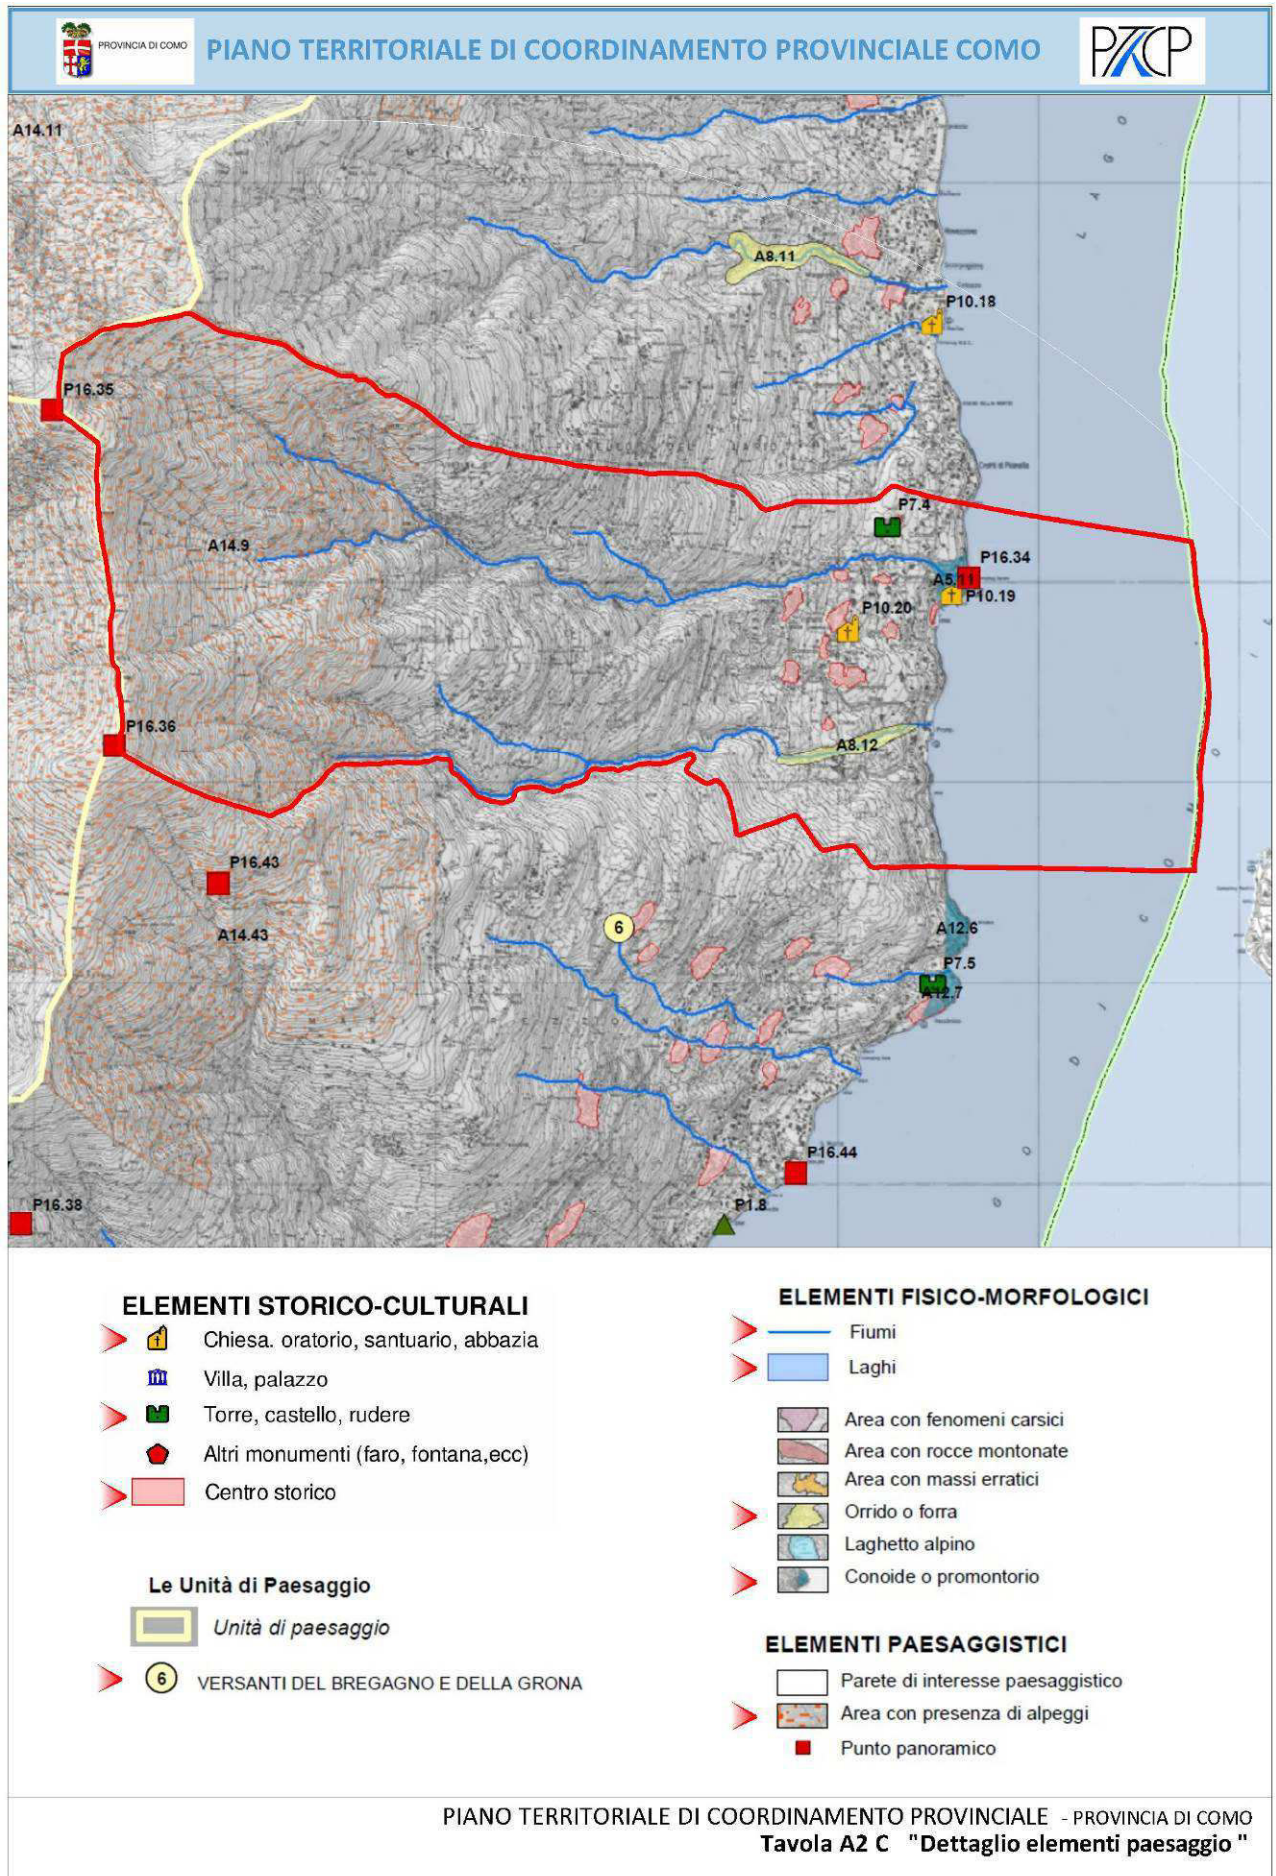 PROVINCIA DI COMO
PIANO TERRITORIALE DI COORDINAMENTO PROVINCIALE COMO
PTCP
A14.11
L A G O
A8.11
P10.18
P16.35
P7.4
A14.9
P16.34
A5.11
P10.19
P10.20
P16.36
A8.12
P16.43
A14.43
6
A12.6
P7.5
A12.7
D I
C O
P16.44
P16.38
P1.8
ELEMENTI STORICO-CULTURALI
Chiesa. oratorio, santuario, abbazia
Villa, palazzo
Torre, castello, rudere
Altri monumenti (faro, fontana,ecc)
Centro storico
Le Unità di Paesaggio
Unità di paesaggio
6 VERSANTI DEL BREGAGNO E DELLA GRONA
ELEMENTI FISICO-MORFOLOGICI
Fiumi
Laghi
Area con fenomeni carsici
Area con rocce montonate
Area con massi erratici
Orrido o forra
Laghetto alpino
Conoide o promontorio
ELEMENTI PAESAGGISTICI
Parete di interesse paesaggistico
Area con presenza di alpeggi
Punto panoramico
PIANO TERRITORIALE DI COORDINAMENTO PROVINCIALE - PROVINCIA DI COMO
Tavola A2 C "Dettaglio elementi paesaggio "